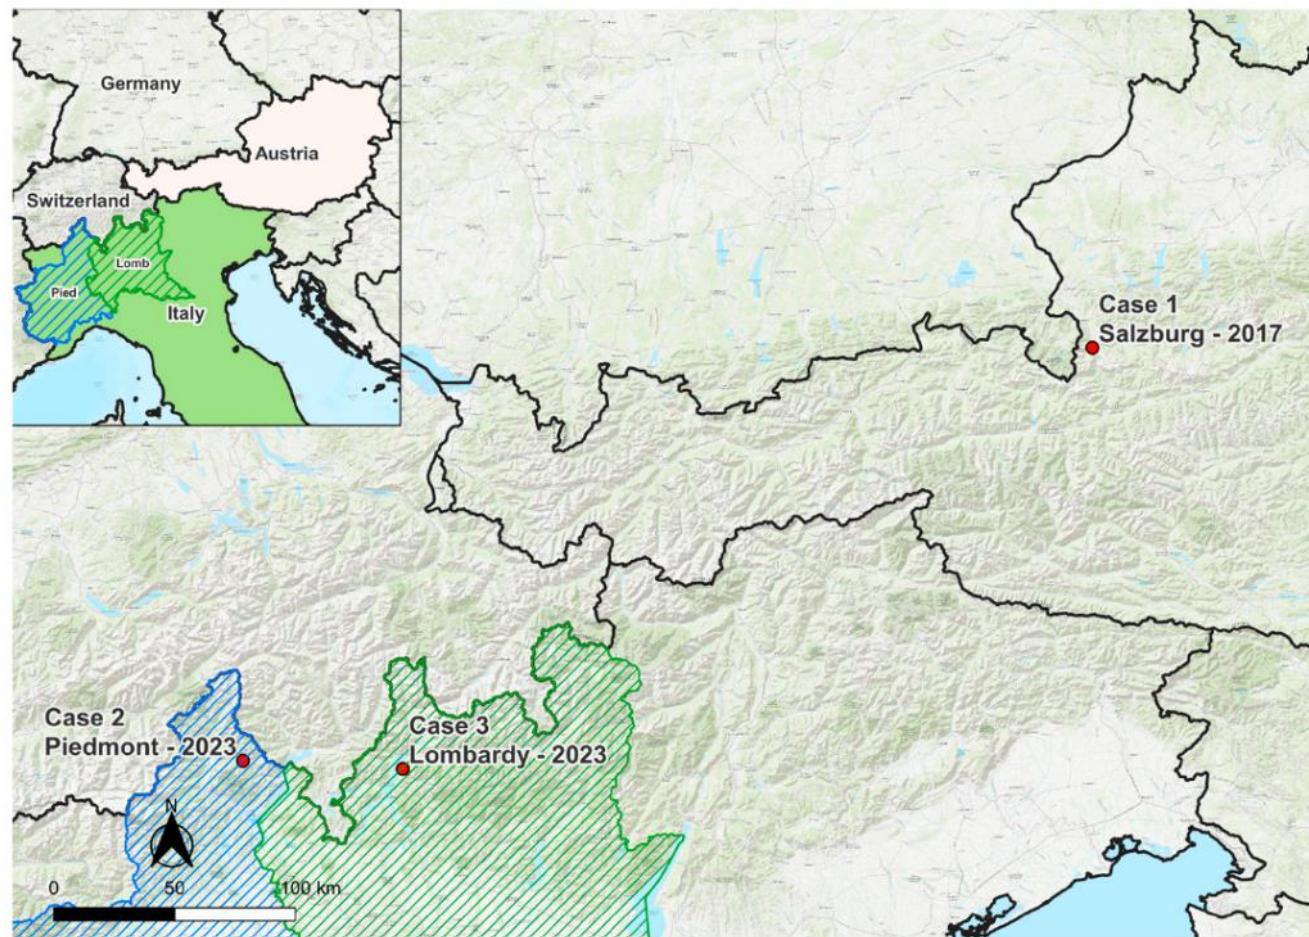 Germany
Austria
Switzerland
Lomb
Pied
Italy
Case 1
Salzburg - 2017
Case 2
Piedmont - 2023
Case 3
Lombardy - 2023
N
0 50 100 km